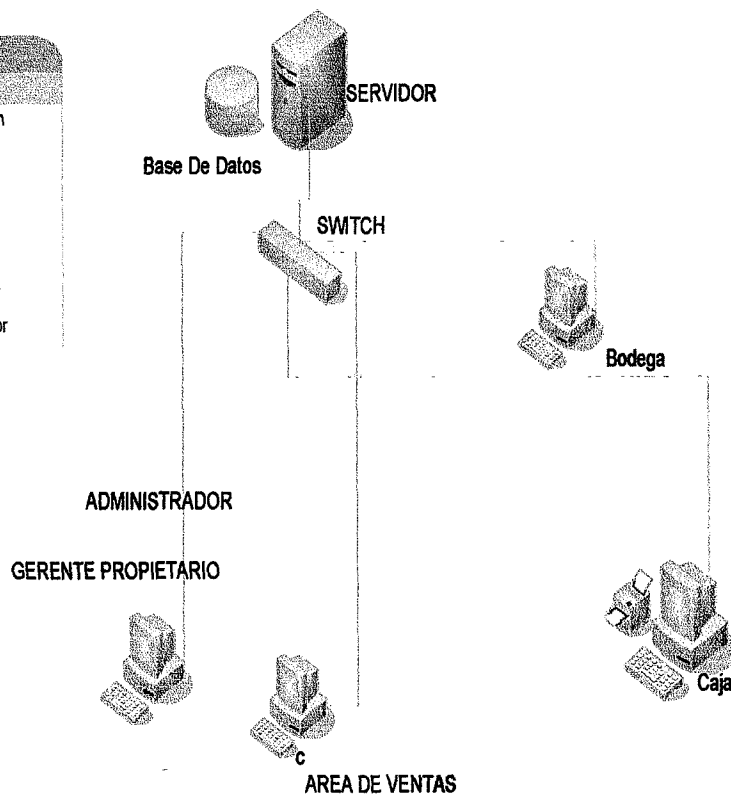 SERVIDOR
Base De Datos
SWITCH
Bodega
ADMINISTRADOR
GERENTE PROPIETARIO
Caja
c
AREA DE VENTAS